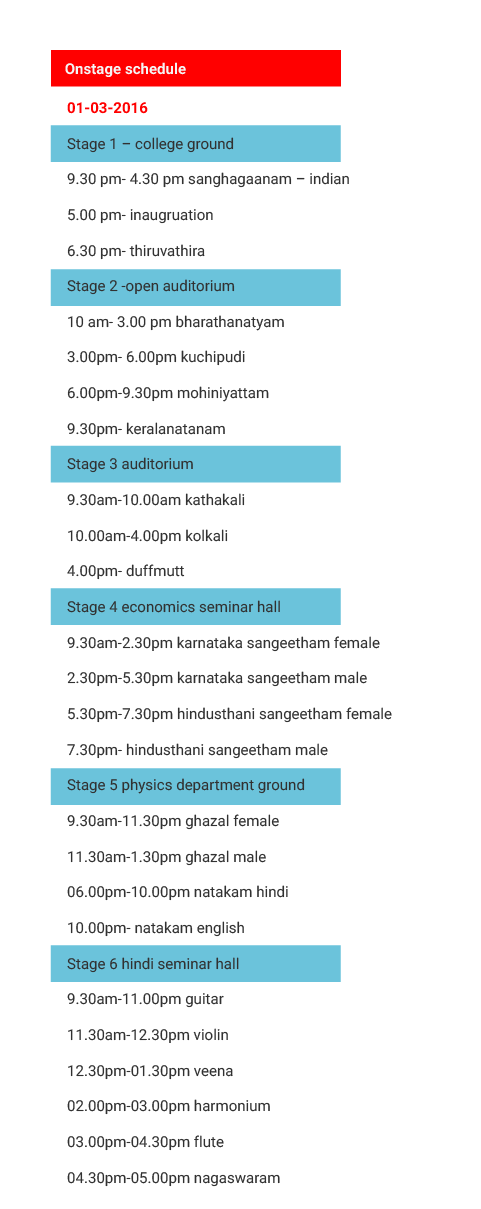 Onstage schedule
01-03-2016
Stage 1 – college ground
9.30 pm- 4.30 pm sanghagaanam – indian
5.00 pm- inaugruation
6.30 pm- thiruvathira
Stage 2 -open auditorium
10 am- 3.00 pm bharathanatyam
3.00pm- 6.00pm kuchipudi
6.00pm-9.30pm mohiniyattam
9.30pm- keralanatanam
Stage 3 auditorium
9.30am-10.00am kathakali
10.00am-4.00pm kolkali
4.00pm- duffmutt
Stage 4 economics seminar hall
9.30am-2.30pm karnataka sangeetham female
2.30pm-5.30pm karnataka sangeetham male
5.30pm-7.30pm hindusthani sangeetham female
7.30pm- hindusthani sangeetham male
Stage 5 physics department ground
9.30am-11.30pm ghazal female
11.30am-1.30pm ghazal male
06.00pm-10.00pm natakam hindi
10.00pm- natakam english
Stage 6 hindi seminar hall
9.30am-11.00pm guitar
11.30am-12.30pm violin
12.30pm-01.30pm veena
02.00pm-03.00pm harmonium
03.00pm-04.30pm flute
04.30pm-05.00pm nagaswaram